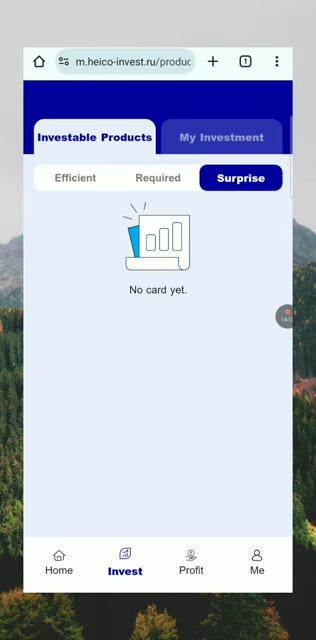 m.heico-invest.ru/produc
1
Investable Products
My Investment
Efficient
Required
Surprise
No card yet.
Home
Invest
Profit
Me